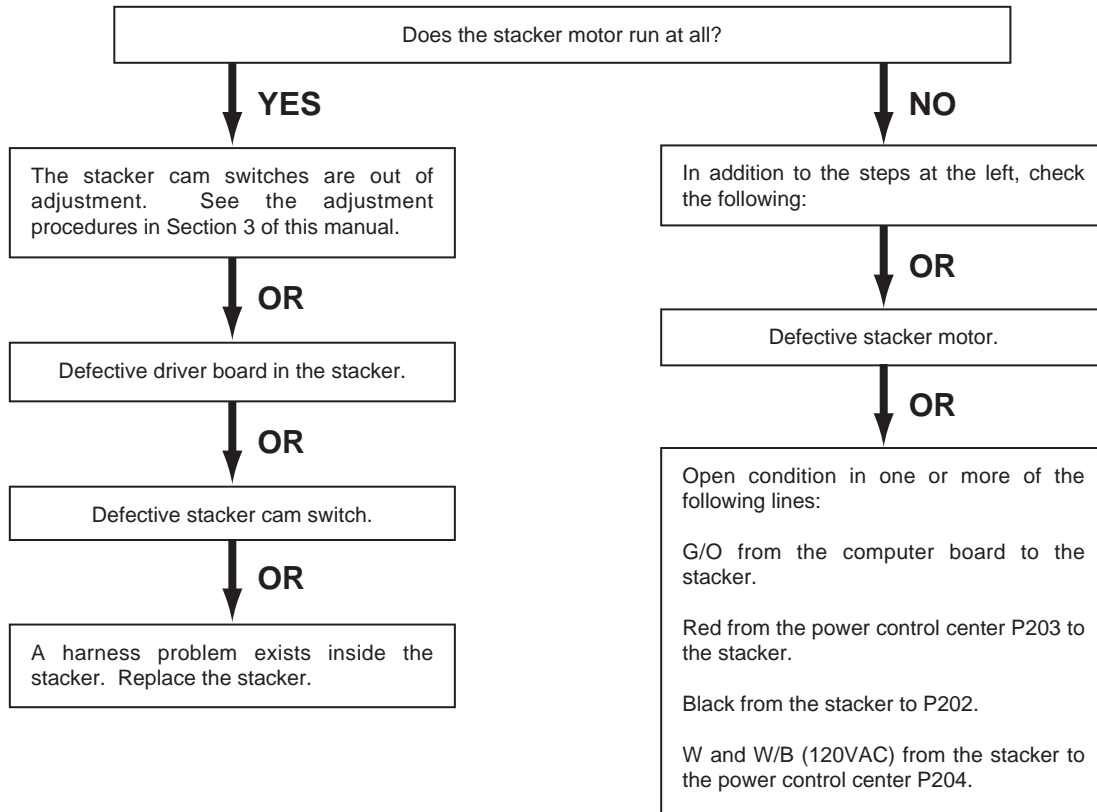 Does the stacker motor run at all?
YES
The stacker cam switches are out of
adjustment. See the adjustment
procedures in Section 3 of this manual.
OR
Defective driver board in the stacker.
OR
Defective stacker cam switch.
OR
A harness problem exists inside the
stacker. Replace the stacker.
NO
In addition to the steps at the left, check
the following:
OR
Defective stacker motor.
OR
Open condition in one or more of the
following lines:
G/O from the computer board to the
stacker.
Red from the power control center P203 to
the stacker.
Black from the stacker to P202.
W and W/B (120VAC) from the stacker to
the power control center P204.